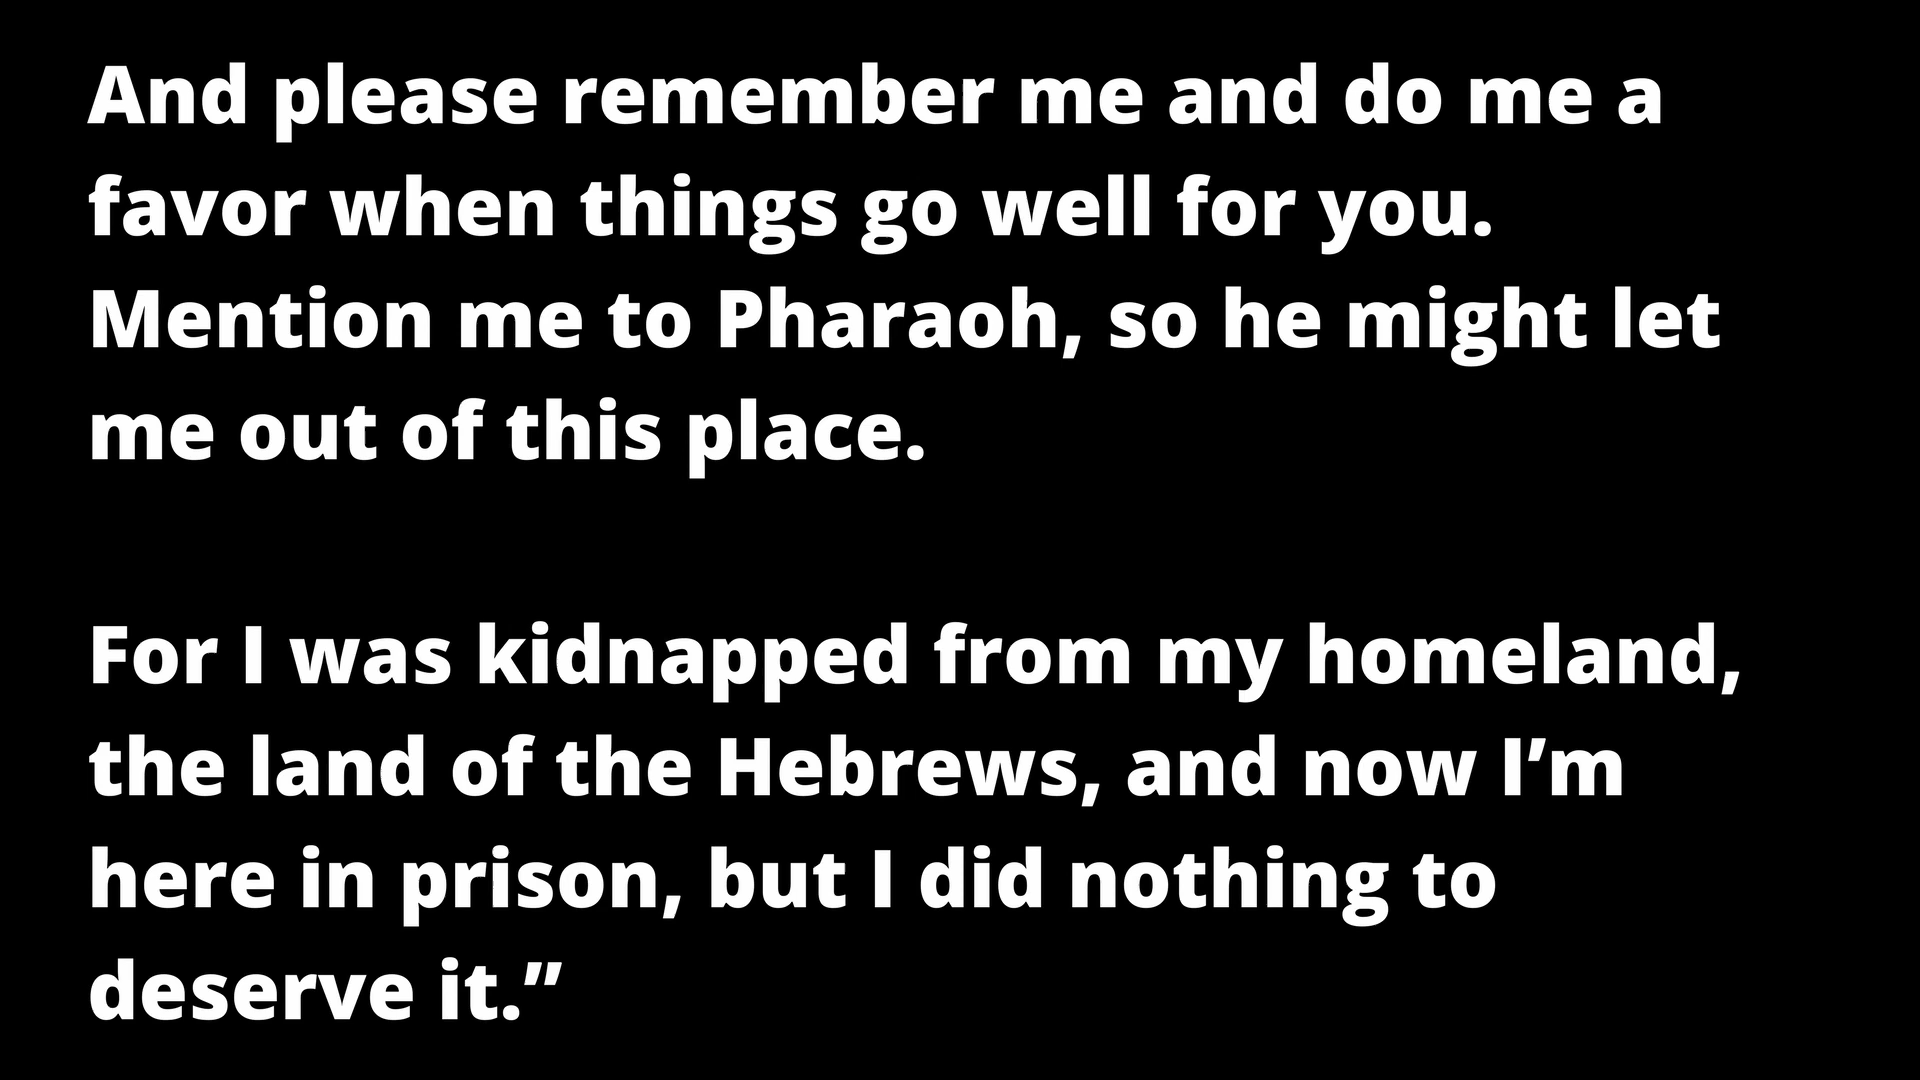 And please remember me and do me a
favor when things go well for you.
Mention me to Pharaoh, so he might let
me out of this place.
For I was kidnapped from my homeland,
the land of the Hebrews, and now I’m
here in prison, but I did nothing to
deserve it.”